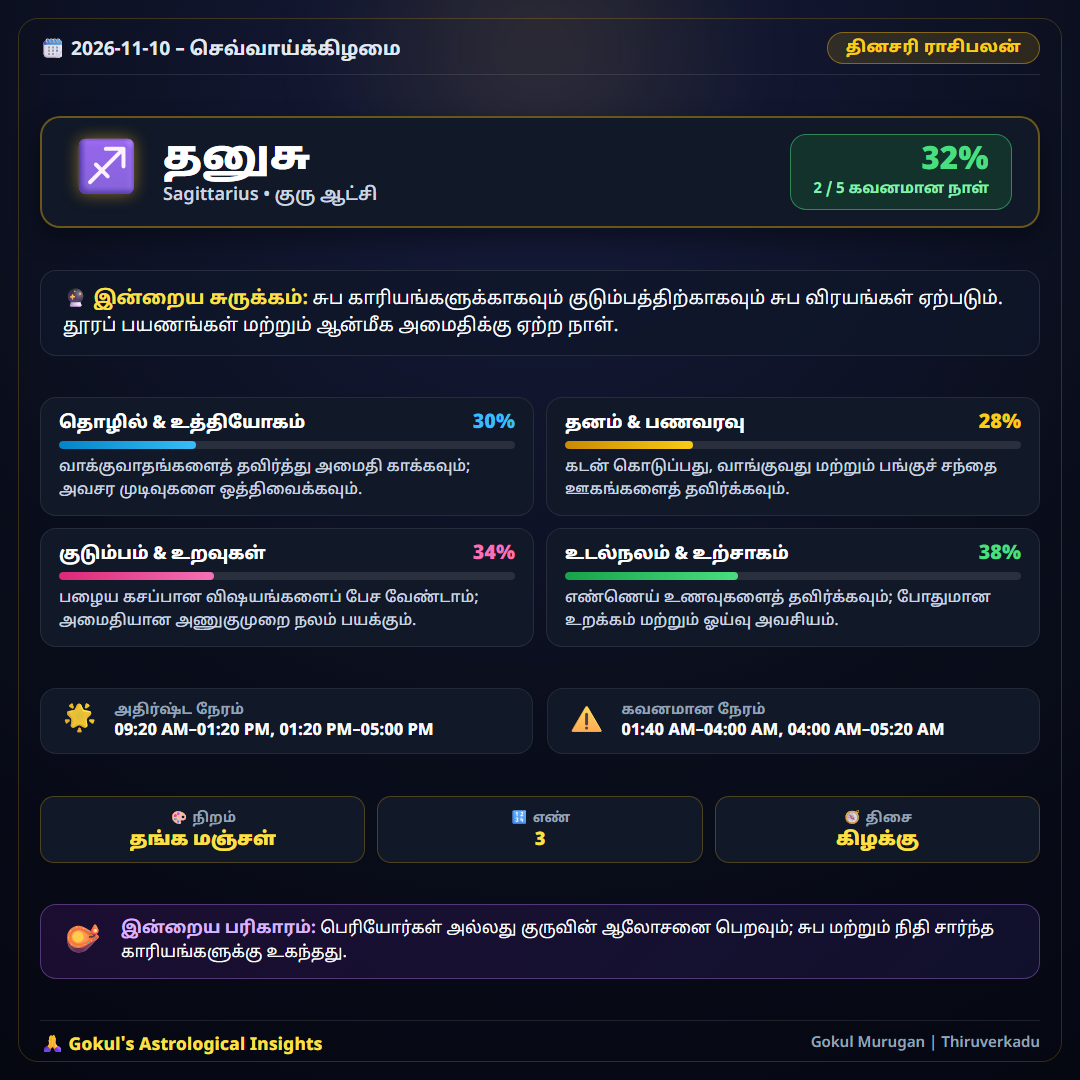 2026-11-10 – செவ்வாய்க்கிழமை
தினசரி ராசிபலன்
தனுசு
Sagittarius • குரு ஆட்சி
32%
2 / 5 கவனமான நாள்
இன்றைய சுருக்கம்: சுப காரியங்களுக்காகவும் குடும்பத்திற்காகவும் சுப விரயங்கள் ஏற்படும்.
தூரப் பயணங்கள் மற்றும் ஆன்மீக அமைதிக்கு ஏற்ற நாள்.
தொழில் & உத்தியோகம் 30%
வாக்குவாதங்களைத் தவிர்த்து அமைதி காக்கவும்;
அவசர முடிவுகளை ஒத்திவைக்கவும்.
தனம் & பணவரவு 28%
கடன் கொடுப்பது, வாங்குவது மற்றும் பங்குச் சந்தை
ஊகங்களைத் தவிர்க்கவும்.
குடும்பம் & உறவுகள் 34%
பழைய கசப்பான விஷயங்களைப் பேச வேண்டாம்;
அமைதியான அணுகுமுறை நலம் பயக்கும்.
உடல்நலம் & உற்சாகம் 38%
எண்ணெய் உணவுகளைத் தவிர்க்கவும்; போதுமான
உறக்கம் மற்றும் ஓய்வு அவசியம்.
அதிர்ஷ்ட நேரம்
09:20 AM–01:20 PM, 01:20 PM–05:00 PM
கவனமான நேரம்
01:40 AM–04:00 AM, 04:00 AM–05:20 AM
நிறம்
தங்க மஞ்சள்
எண்
3
திசை
கிழக்கு
இன்றைய பரிகாரம்: பெரியோர்கள் அல்லது குருவின் ஆலோசனை பெறவும்; சுப மற்றும் நிதி சார்ந்த
காரியங்களுக்கு உகந்தது.
Gokul's Astrological Insights
Gokul Murugan | Thiruverkadu